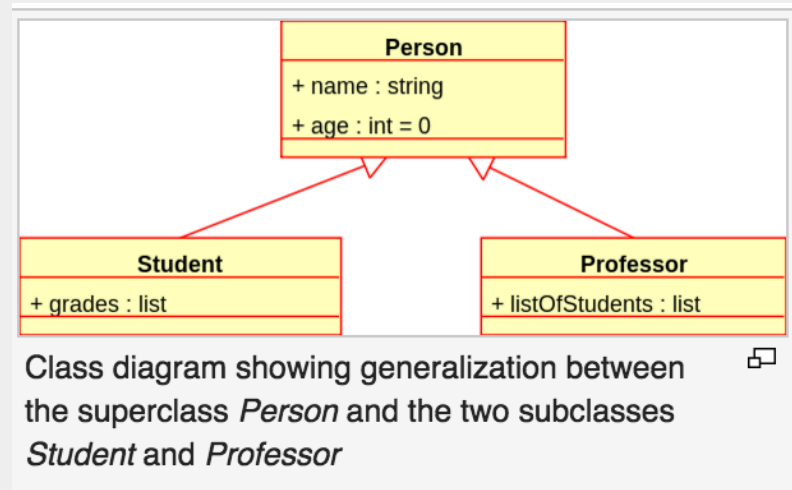 Person
+ name : string
+ age : int = 0
Student
+ grades : list
Professor
+ listOfStudents : list
Class diagram showing generalization between
the superclass Person and the two subclasses
Student and Professor